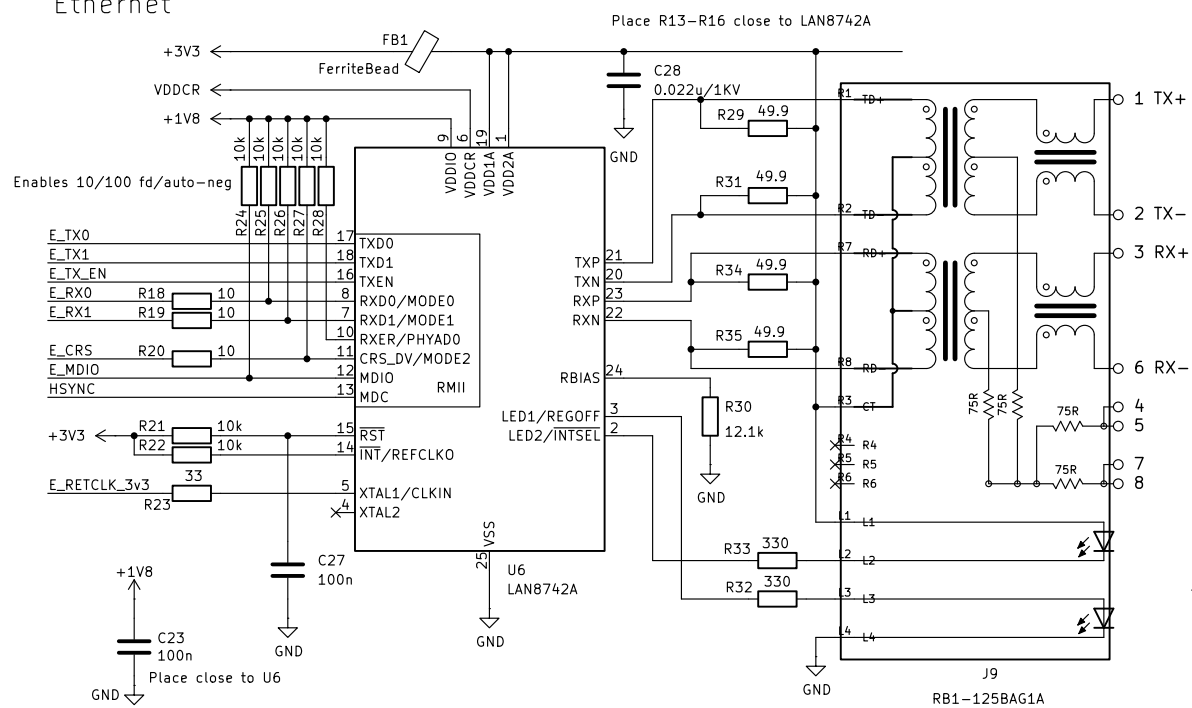 Ethernet
Place R13-R16 close to LAN8742A
+3V3
FB1
FerriteBead
VDDCR
+1V8
C28
0.022u/1KV
GND
10k 10k 10k 10k 10k
R24 R25 R26 R27 R28
Enables 10/100 fd/auto-neg
9 VDDIO
6 VDDCR
19 VDD1A
1 VDD2A
E_TX0 17 TXD0
E_TX1 18 TXD1
E_TX_EN 16 TXEN
E_RX0 R18 10 8 RXD0/MODE0
E_RX1 R19 10 7 RXD1/MODE1
10 RXER/PHYAD0
E_CRS R20 10 11 CRS_DV/MODE2
E_MDIO 12 MDIO
HSYNC 13 MDC
RMII
+3V3 R21 10k 15 RST
R22 10k 14 INT/REFCLKO
E_RETCLK_3v3 33 R23 5 XTAL1/CLKIN
4 XTAL2
TXP 21
TXN 20
RXP 23
RXN 22
RBIAS 24
LED1/REGOFF 3
LED2/INTSEL 2
25 VSS
U6
LAN8742A
GND
C27
100n
GND
+1V8
C23
100n
Place close to U6
GND
R29 49.9
R31 49.9
R34 49.9
R35 49.9
R30
12.1k
GND
R33 330
R32 330
GND
R1 TD+
R2 TD-
R7 RD+
R8 RD-
R3 CT
R4 R4
R5 R5
R6 R6
L1 L1
L2 L2
L3 L3
L4 L4
75R 75R
75R
75R
1 TX+
2 TX-
3 RX+
6 RX-
4
5
7
8
J9
RB1-125BAG1A